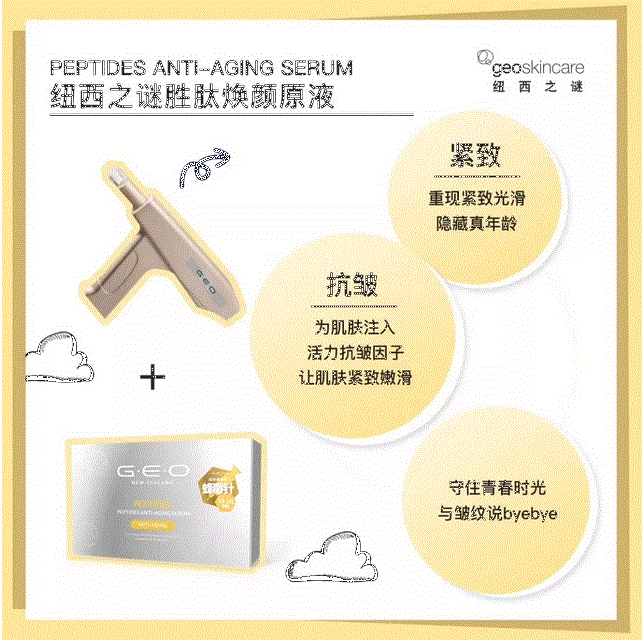 PEPTIDES ANTI-AGING SERUM
纽西之谜胜肽焕颜原液
geoskincare
纽西之谜
紧致
重现紧致光滑
隐藏真年龄
抗皱
为肌肤注入
活力抗皱因子
让肌肤紧致嫩滑
GEO
+
G·E·O
NEW ZEALAND
PEPTIDES
PEPTIDES ANTI-AGING SERUM
ANTI-AGING
守住青春时光
与皱纹说byebye